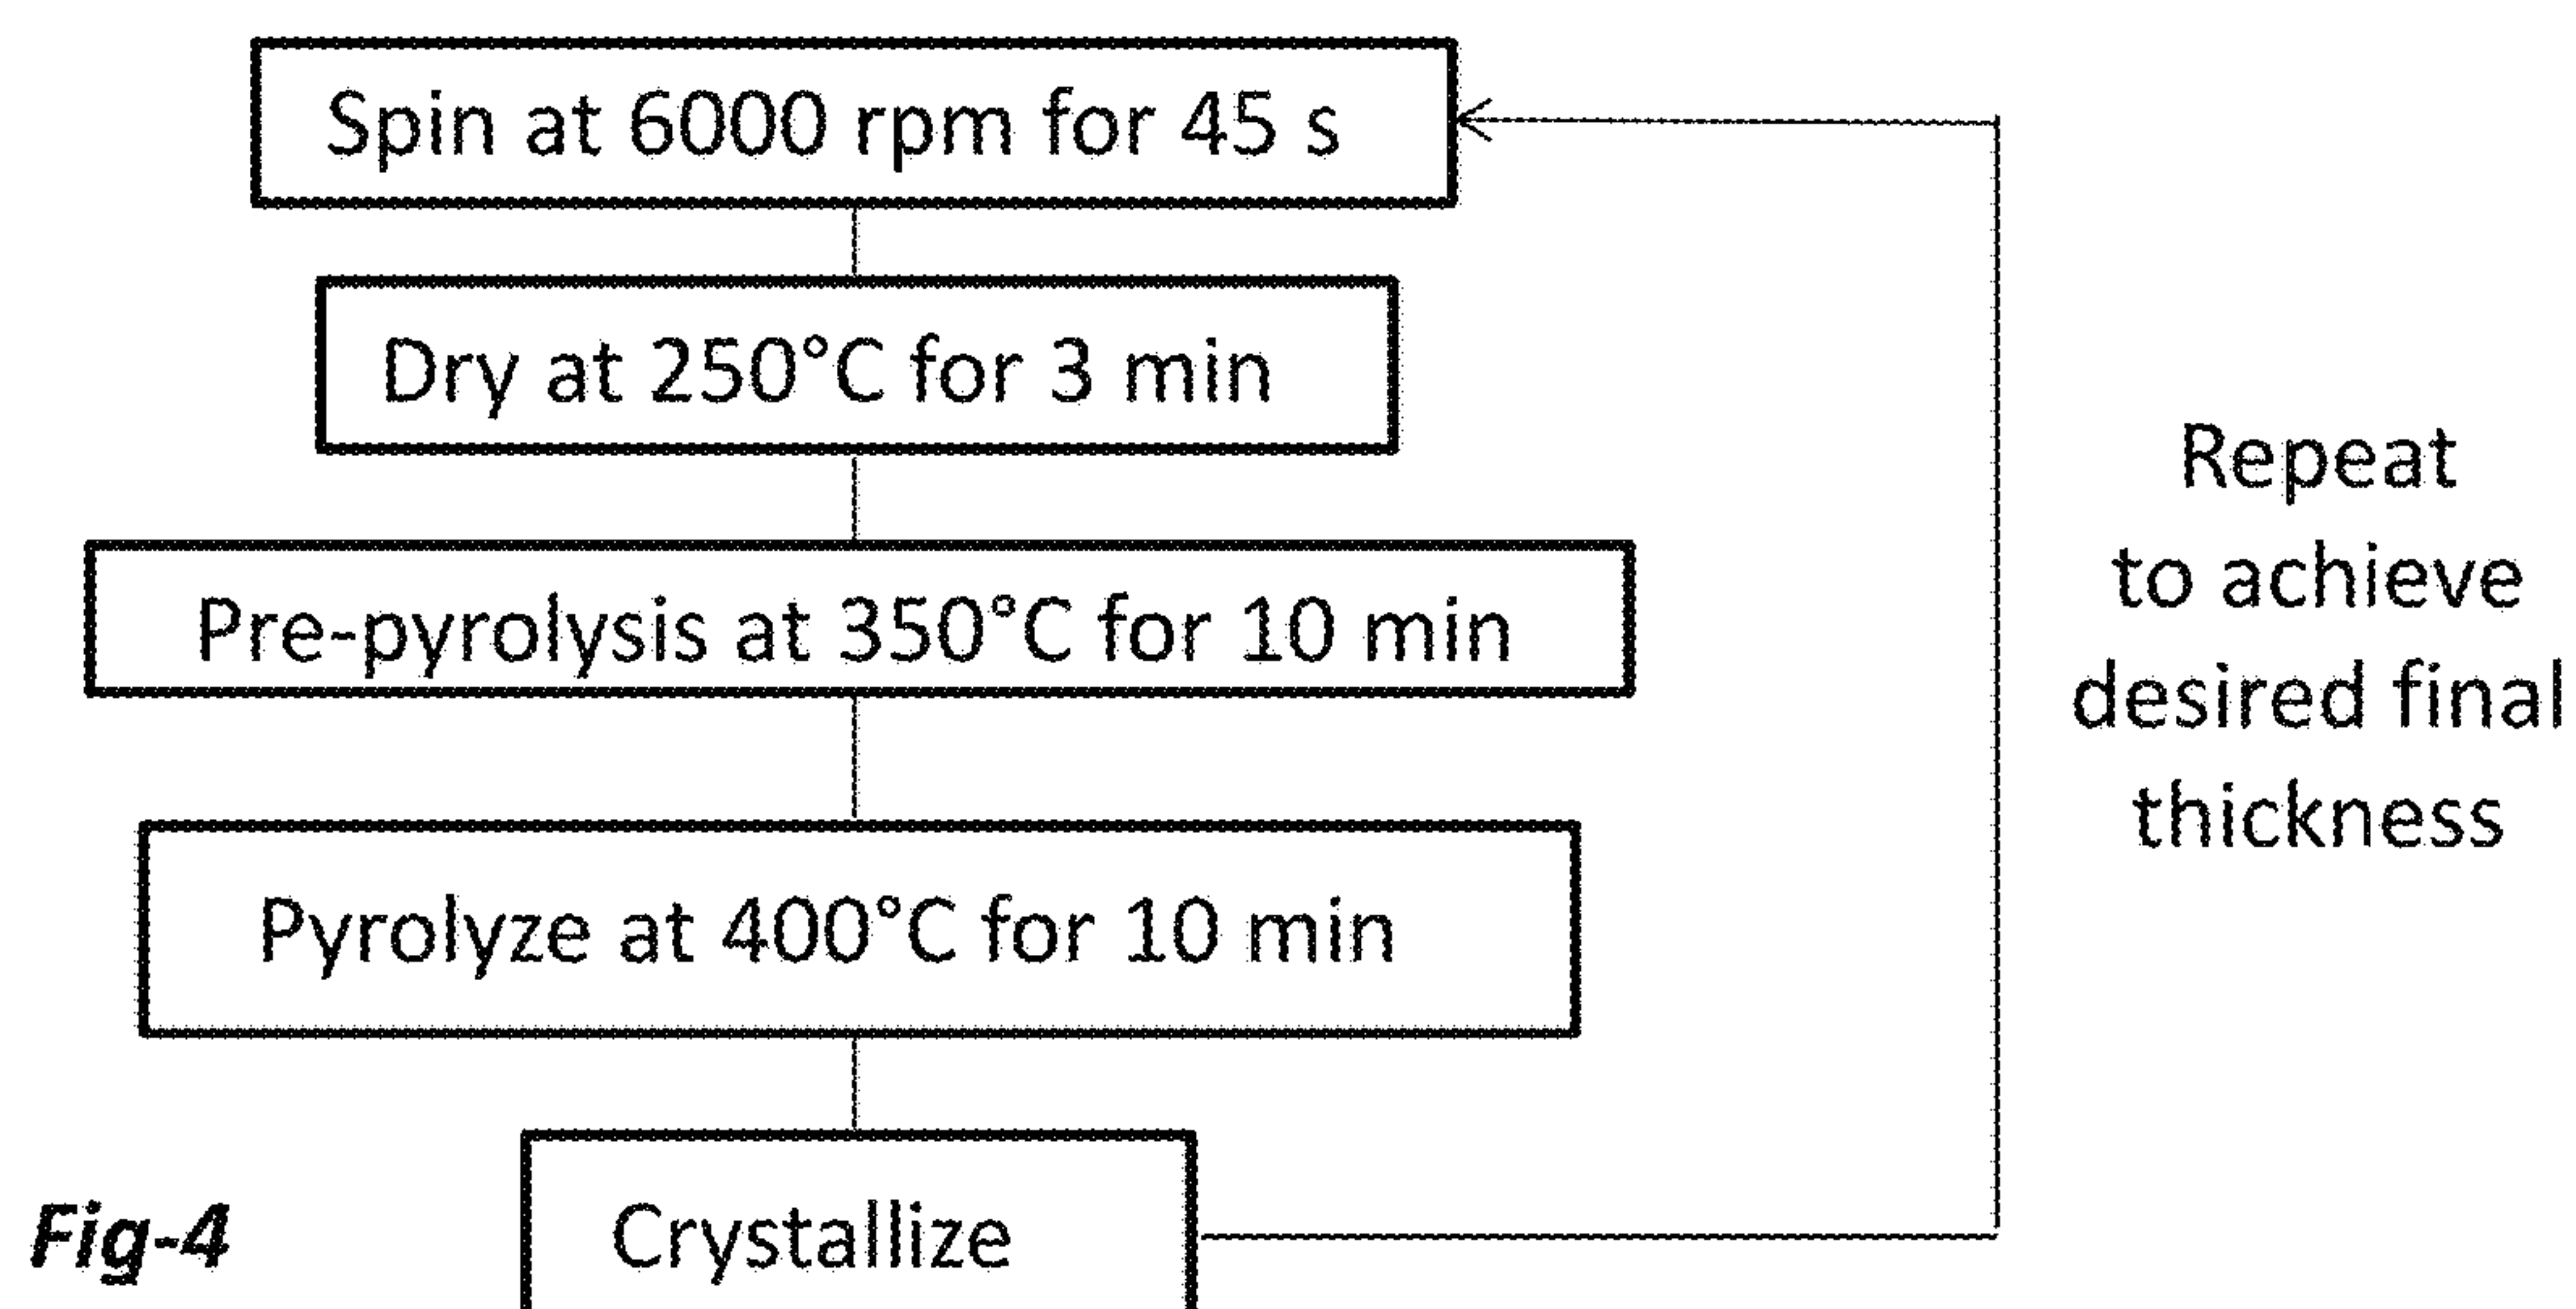 Spin at 6000 rpm for 45 s
Dry at 250°C for 3 min
Pre-pyrolysis at 350°C for 10 min
Pyrolyze at 400°C for 10 min
Crystallize
Repeat
to achieve
desired final
thickness
Fig-4